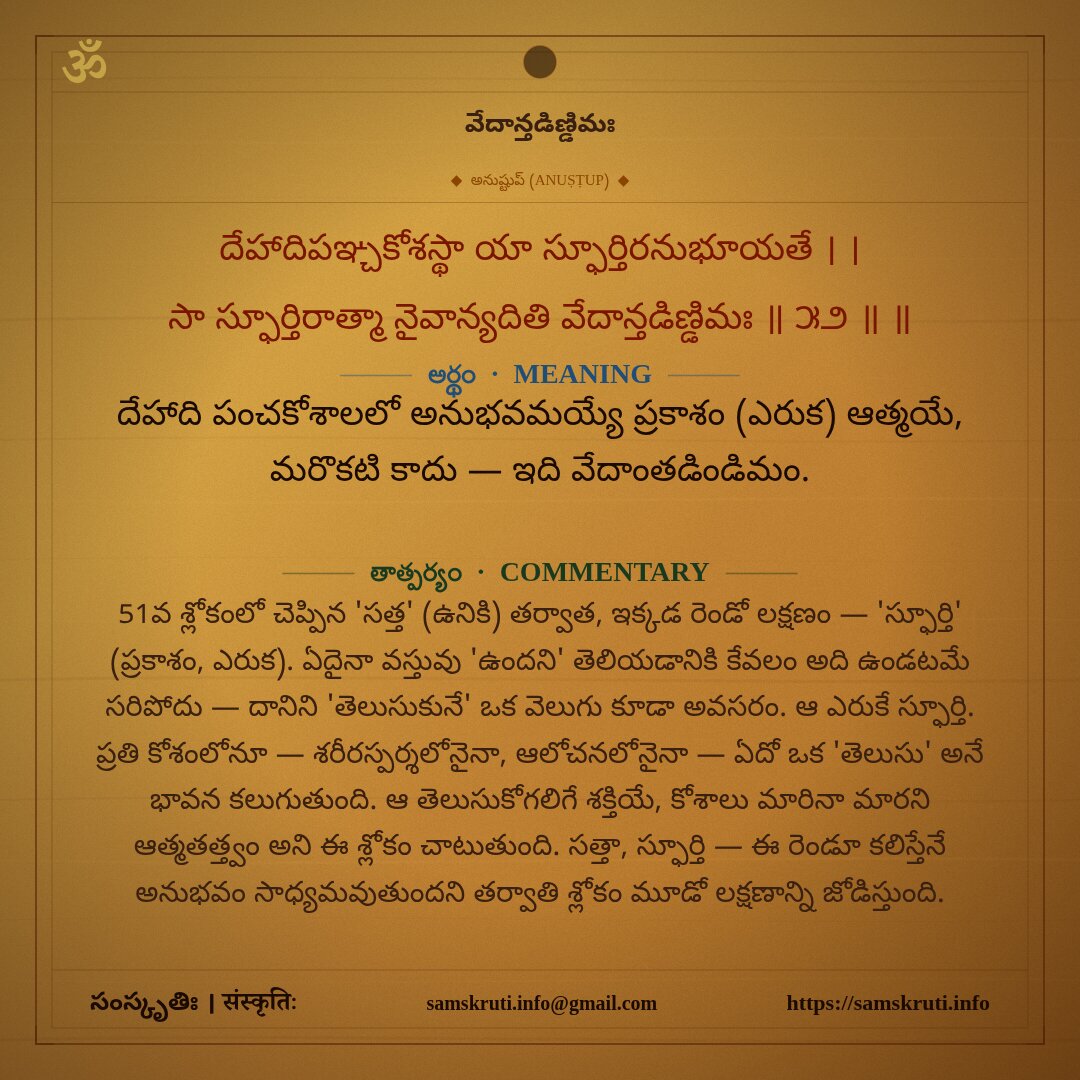 ॐ
వేదాన్తడిణ్డిమః
◆ అనుష్టుప్ (ANUṢṬUP) ◆
దేహాదిపఞ్చకోశస్థా యా స్ఫూర్తిరనుభూయతే ।।
సా స్ఫూర్తిరాత్మా నైవాన్యదితి వేదాన్తడిణ్డిమః ॥ ౫౨ ॥ ॥
అర్థం · MEANING
దేహాది పంచకోశాలలో అనుభవమయ్యే ప్రకాశం (ఎరుక) ఆత్మయే,
మరొకటి కాదు — ఇది వేదాంతడిండిమం.
తాత్పర్యం · COMMENTARY
51వ శ్లోకంలో చెప్పిన 'సత్త' (ఉనికి) తర్వాత, ఇక్కడ రెండో లక్షణం — 'స్ఫూర్తి'
(ప్రకాశం, ఎరుక). ఏదైనా వస్తువు 'ఉందని' తెలియడానికి కేవలం అది ఉండటమే
సరిపోదు — దానిని 'తెలుసుకునే' ఒక వెలుగు కూడా అవసరం. ఆ ఎరుకే స్ఫూర్తి.
ప్రతి కోశంలోనూ — శరీరస్పర్శలోనైనా, ఆలోచనలోనైనా — ఏదో ఒక 'తెలుసు' అనే
భావన కలుగుతుంది. ఆ తెలుసుకోగలిగే శక్తియే, కోశాలు మారినా మారని
ఆత్మతత్త్వం అని ఈ శ్లోకం చాటుతుంది. సత్తా, స్ఫూర్తి — ఈ రెండూ కలిస్తేనే
అనుభవం సాధ్యమవుతుందని తర్వాతి శ్లోకం మూడో లక్షణాన్ని జోడిస్తుంది.
సంస్కృతిః | संस्कृतिः samskruti.info@gmail.com https://samskruti.info